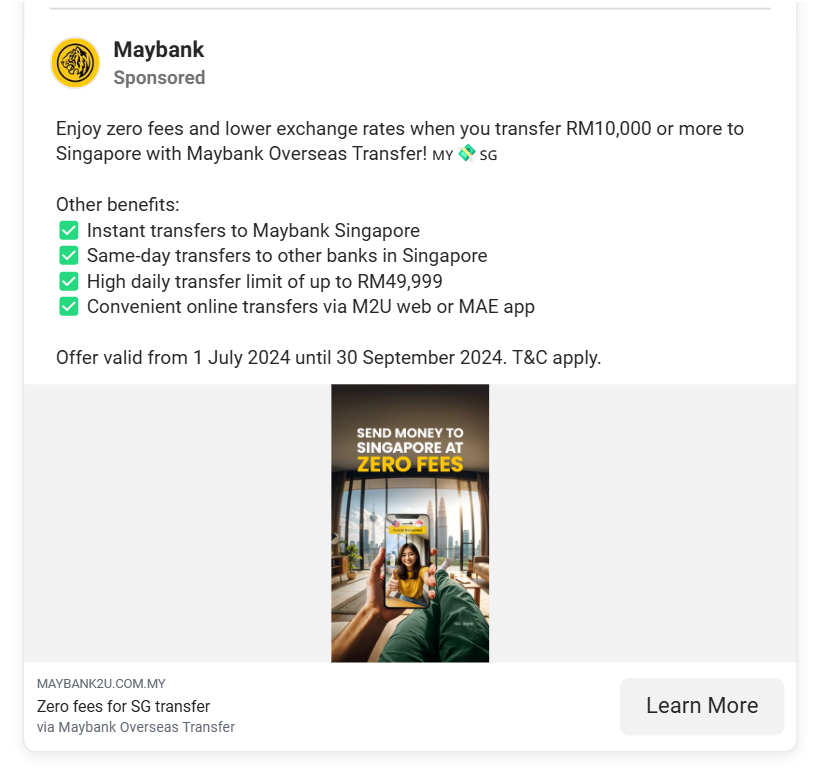 Maybank
Sponsored
Enjoy zero fees and lower exchange rates when you transfer RM10,000 or more to
Singapore with Maybank Overseas Transfer! ᴍʏ 💸 ꜱɢ
Other benefits:
✅ Instant transfers to Maybank Singapore
✅ Same-day transfers to other banks in Singapore
✅ High daily transfer limit of up to RM49,999
✅ Convenient online transfers via M2U web or MAE app
Offer valid from 1 July 2024 until 30 September 2024. T&C apply.
SEND MONEY TO
SINGAPORE AT
ZERO FEES
MAYBANK2U.COM.MY
Zero fees for SG transfer
via Maybank Overseas Transfer
Learn More